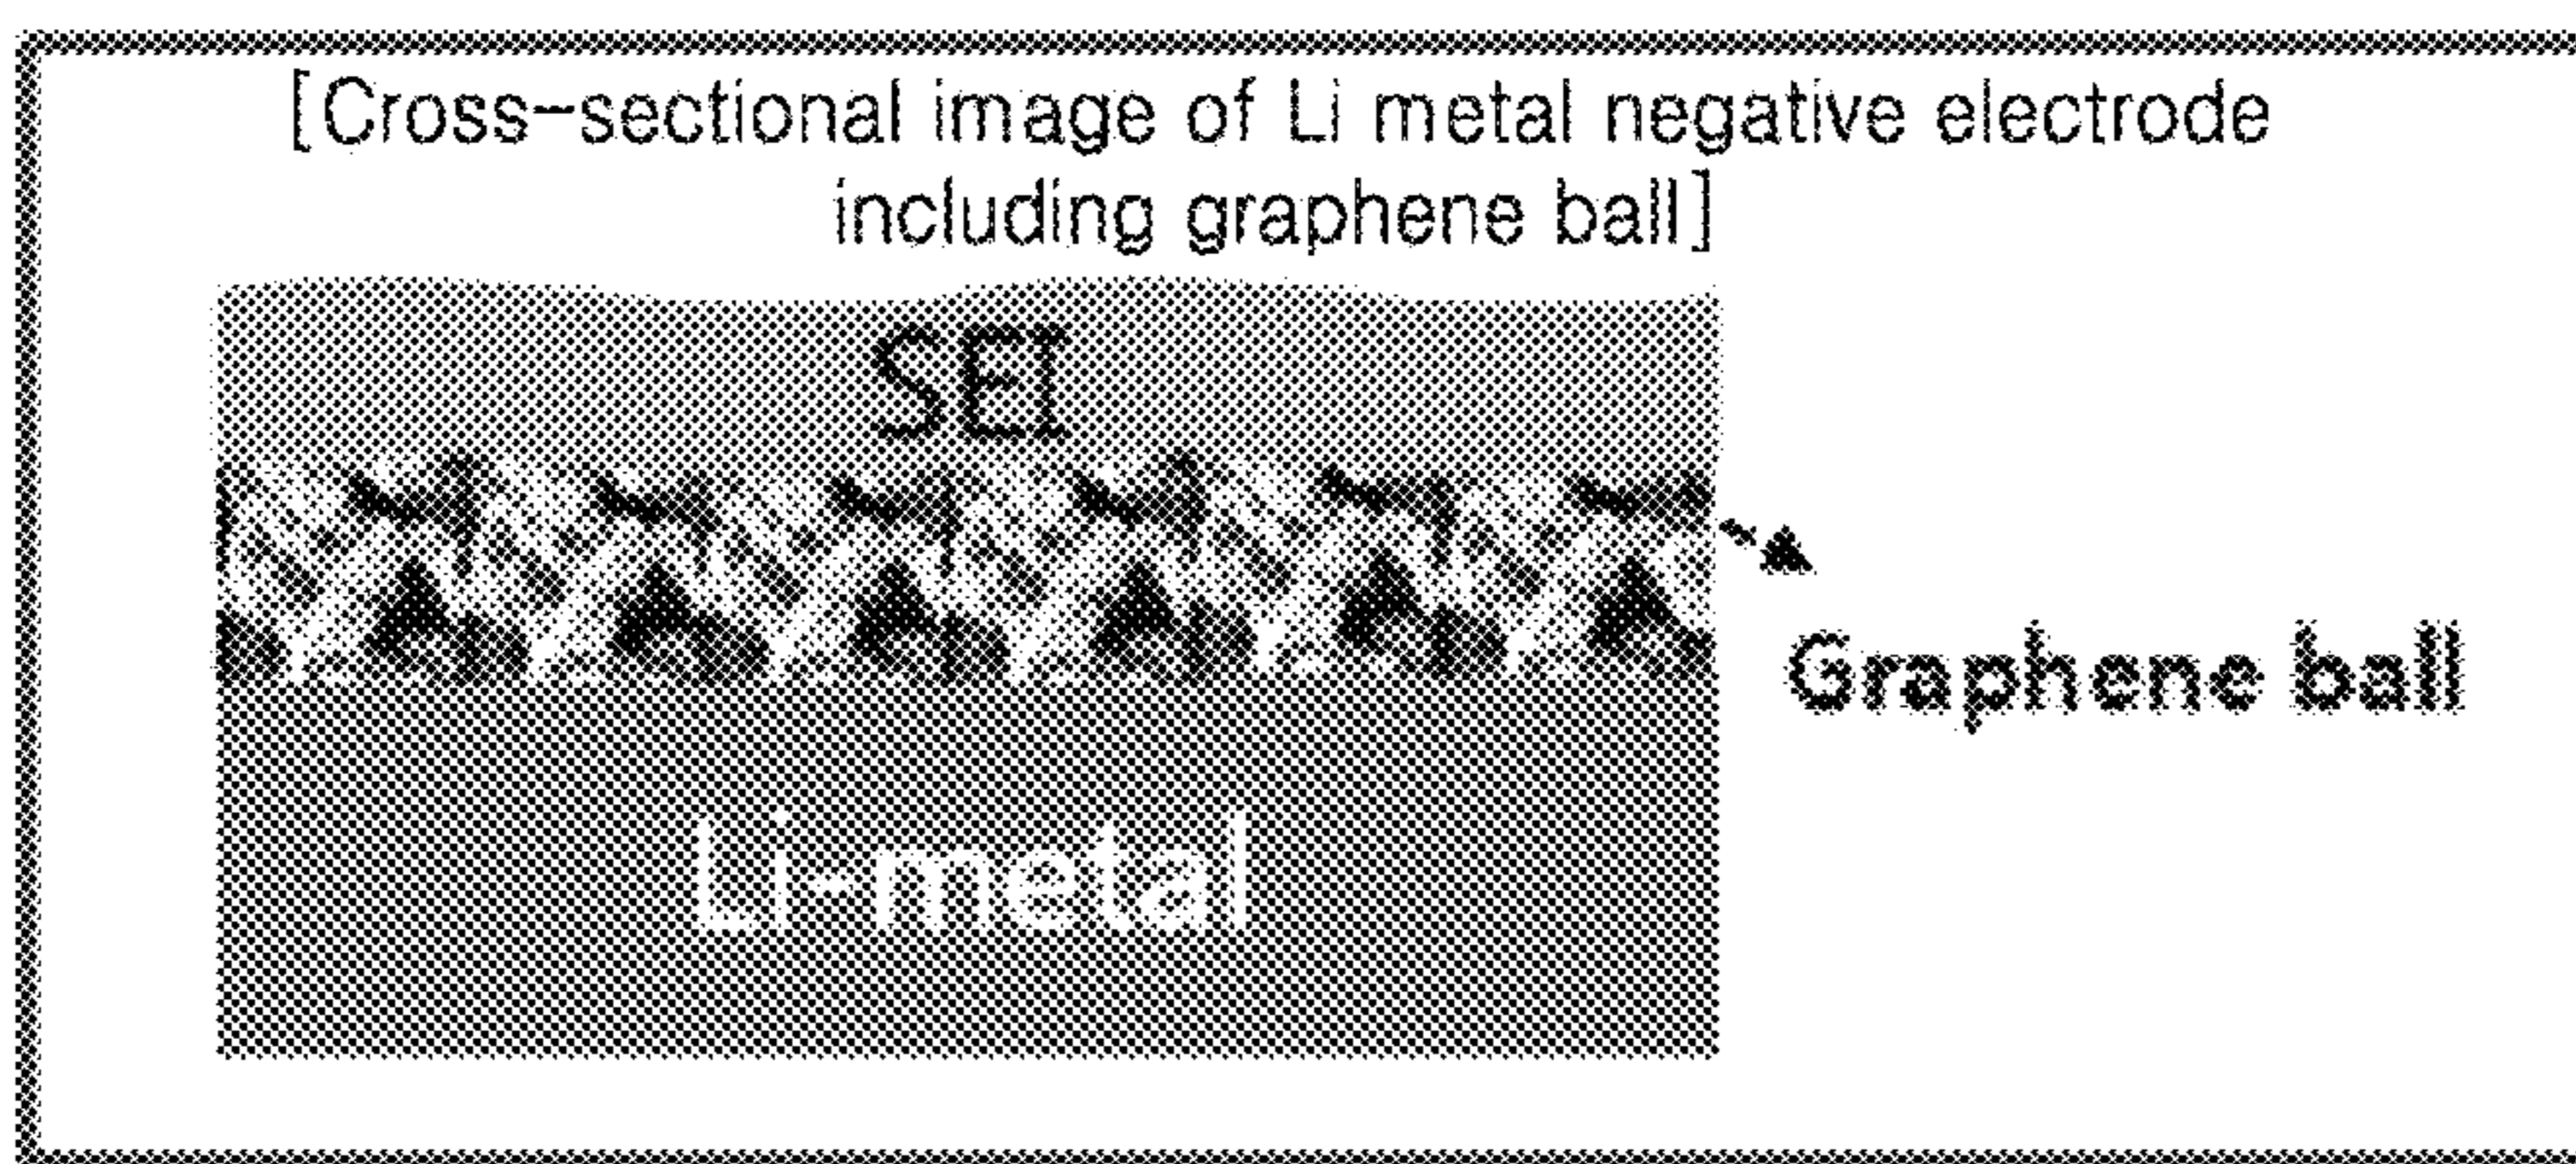 [Cross-sectional image of Li metal negative electrode
including graphene ball]
SEI
Graphene ball
Li-metal